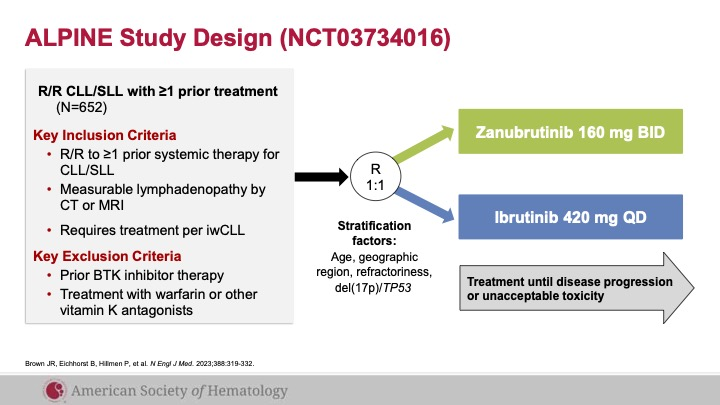 ALPINE Study Design (NCT03734016)
R/R CLL/SLL with ≥1 prior treatment
(N=652)
Key Inclusion Criteria
• R/R to ≥1 prior systemic therapy for
CLL/SLL
• Measurable lymphadenopathy by
CT or MRI
• Requires treatment per iwCLL
Key Exclusion Criteria
• Prior BTK inhibitor therapy
• Treatment with warfarin or other
vitamin K antagonists
R
1:1
Stratification
factors:
Age, geographic
region, refractoriness,
del(17p)/TP53
Zanubrutinib 160 mg BID
Ibrutinib 420 mg QD
Treatment until disease progression
or unacceptable toxicity
Brown JR, Eichhorst B, Hillmen P, et al. N Engl J Med. 2023;388:319-332.
American Society of Hematology